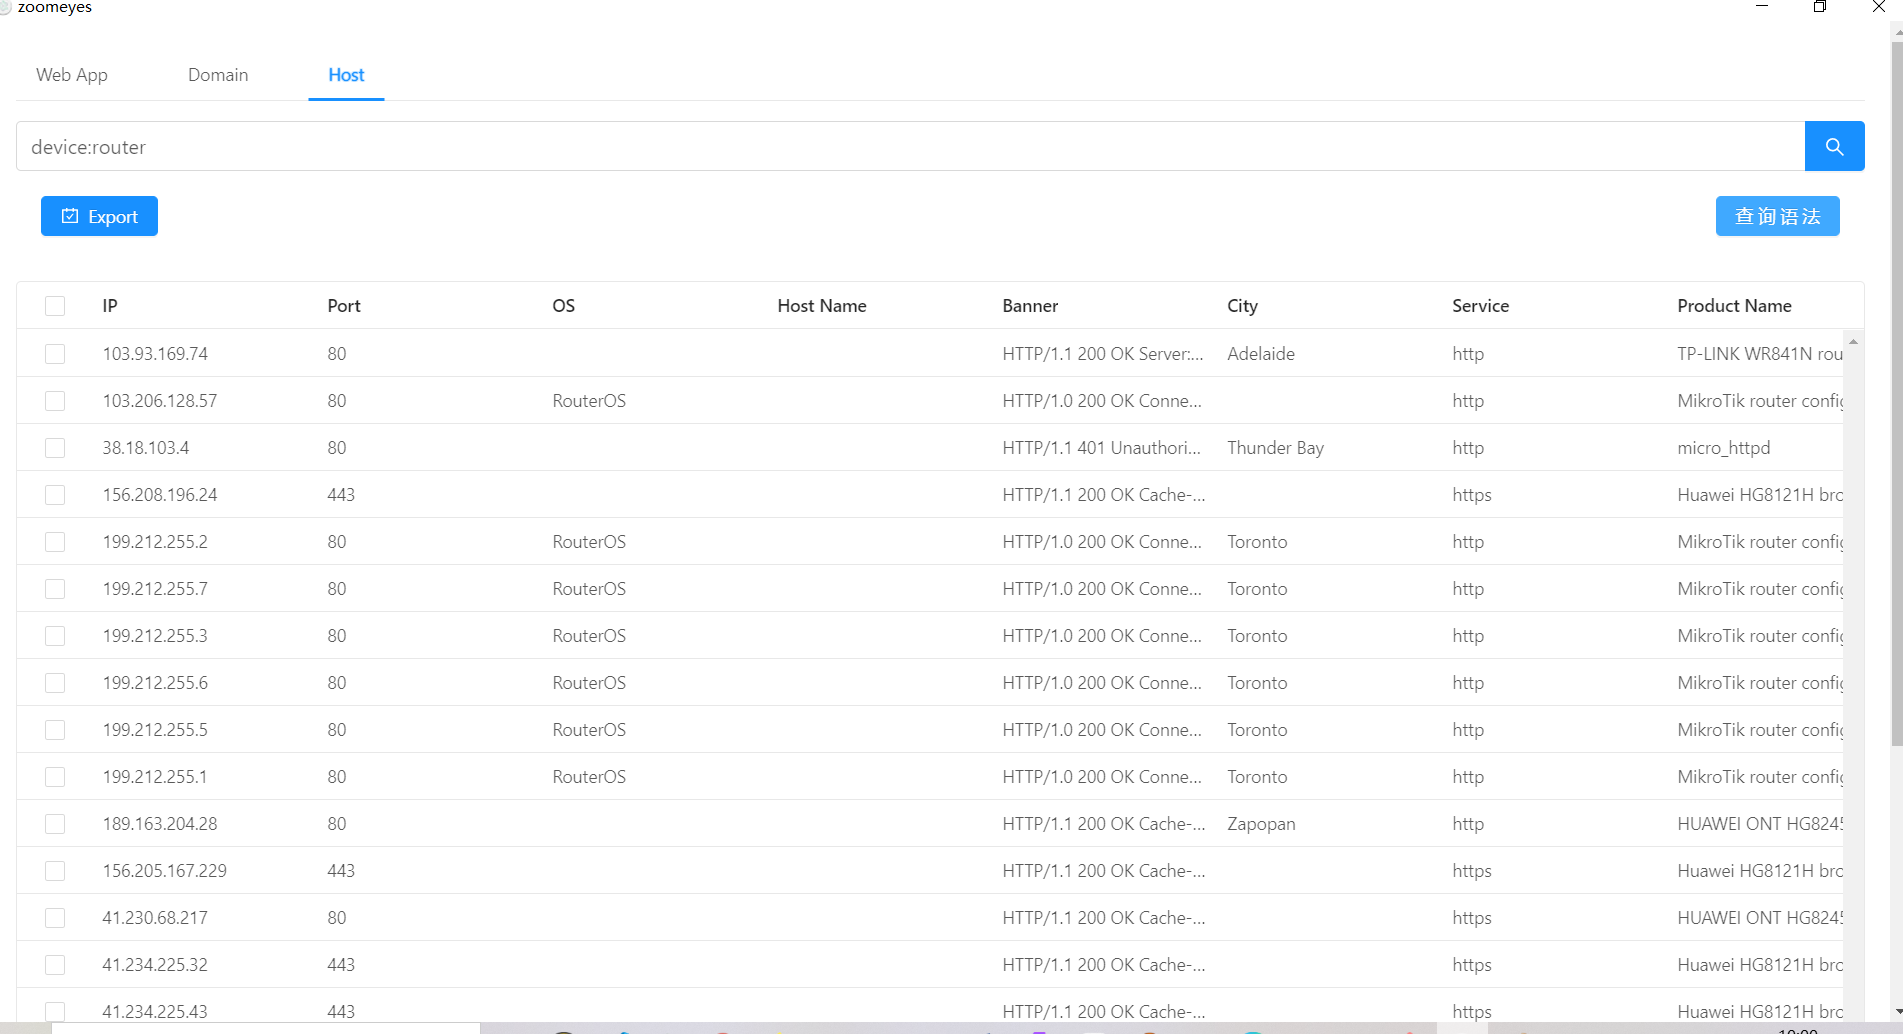 zoomeyes
Web App Domain Host
device:router
Export 查询语法
IP Port OS Host Name Banner City Service Product Name
103.93.169.74 80 HTTP/1.1 200 OK Server:... Adelaide http TP-LINK WR841N rou
103.206.128.57 80 RouterOS HTTP/1.0 200 OK Conne... http MikroTik router config
38.18.103.4 80 HTTP/1.1 401 Unauthori... Thunder Bay http micro_httpd
156.208.196.24 443 HTTP/1.1 200 OK Cache-... https Huawei HG8121H bro
199.212.255.2 80 RouterOS HTTP/1.0 200 OK Conne... Toronto http MikroTik router config
199.212.255.7 80 RouterOS HTTP/1.0 200 OK Conne... Toronto http MikroTik router config
199.212.255.3 80 RouterOS HTTP/1.0 200 OK Conne... Toronto http MikroTik router config
199.212.255.6 80 RouterOS HTTP/1.0 200 OK Conne... Toronto http MikroTik router config
199.212.255.5 80 RouterOS HTTP/1.0 200 OK Conne... Toronto http MikroTik router config
199.212.255.1 80 RouterOS HTTP/1.0 200 OK Conne... Toronto http MikroTik router config
189.163.204.28 80 HTTP/1.1 200 OK Cache-... Zapopan http HUAWEI ONT HG8245
156.205.167.229 443 HTTP/1.1 200 OK Cache-... https Huawei HG8121H bro
41.230.68.217 80 HTTP/1.1 200 OK Cache-... https HUAWEI ONT HG8245
41.234.225.32 443 HTTP/1.1 200 OK Cache-... https Huawei HG8121H bro
41.234.225.43 443 HTTP/1.1 200 OK Cache-... https Huawei HG8121H bro